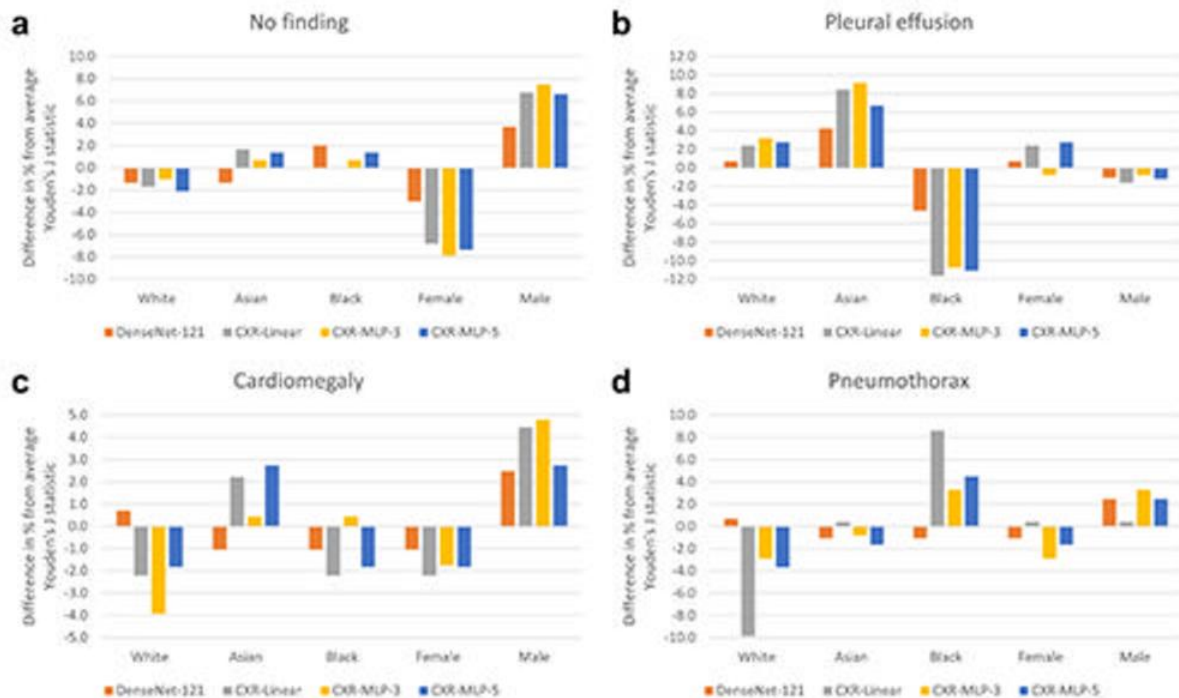 a
No finding
Difference in % from average
Youden's J statistic
10.0
8.0
6.0
4.0
2.0
0.0
-2.0
-4.0
-6.0
-8.0
-10.0
White Asian Black Female Male
DenseNet-121 CXR-Linear CXR-MLP-3 CXR-MLP-5
b
Pleural effusion
Difference in % from average
Youden's J statistic
12.0
10.0
8.0
6.0
4.0
2.0
0.0
-2.0
-4.0
-6.0
-8.0
-10.0
-12.0
White Asian Black Female Male
DenseNet-121 CXR-Linear CXR-MLP-3 CXR-MLP-5
c
Cardiomegaly
Difference in % from average
Youden's J statistic
5.0
4.0
3.0
2.0
1.0
0.0
-1.0
-2.0
-3.0
-4.0
-5.0
White Asian Black Female Male
DenseNet-121 CXR-Linear CXR-MLP-3 CXR-MLP-5
d
Pneumothorax
Difference in % from average
Youden's J statistic
10.0
8.0
6.0
4.0
2.0
0.0
-2.0
-4.0
-6.0
-8.0
-10.0
White Asian Black Female Male
DenseNet-121 CXR-Linear CXR-MLP-3 CXR-MLP-5